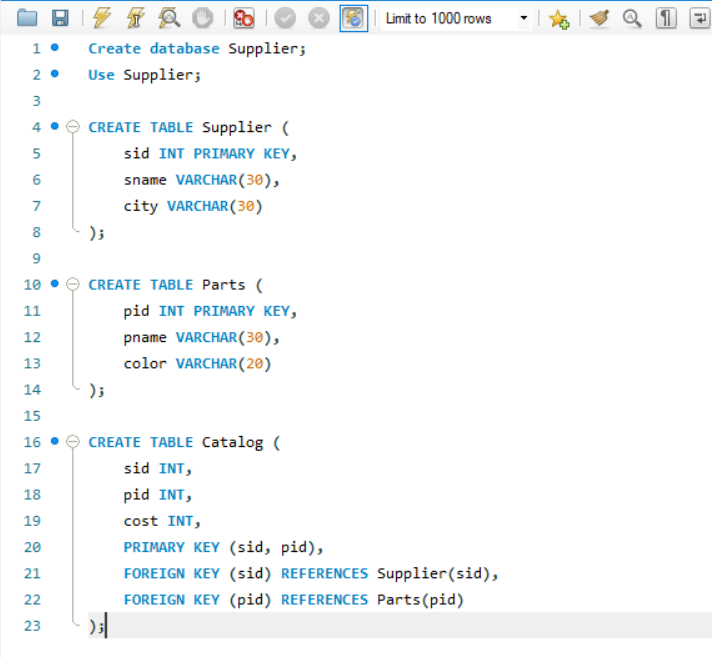 Limit to 1000 rows
1 Create database Supplier;
2 Use Supplier;
3
4 CREATE TABLE Supplier (
5 sid INT PRIMARY KEY,
6 sname VARCHAR(30),
7 city VARCHAR(30)
8 );
9
10 CREATE TABLE Parts (
11 pid INT PRIMARY KEY,
12 pname VARCHAR(30),
13 color VARCHAR(20)
14 );
15
16 CREATE TABLE Catalog (
17 sid INT,
18 pid INT,
19 cost INT,
20 PRIMARY KEY (sid, pid),
21 FOREIGN KEY (sid) REFERENCES Supplier(sid),
22 FOREIGN KEY (pid) REFERENCES Parts(pid)
23 );